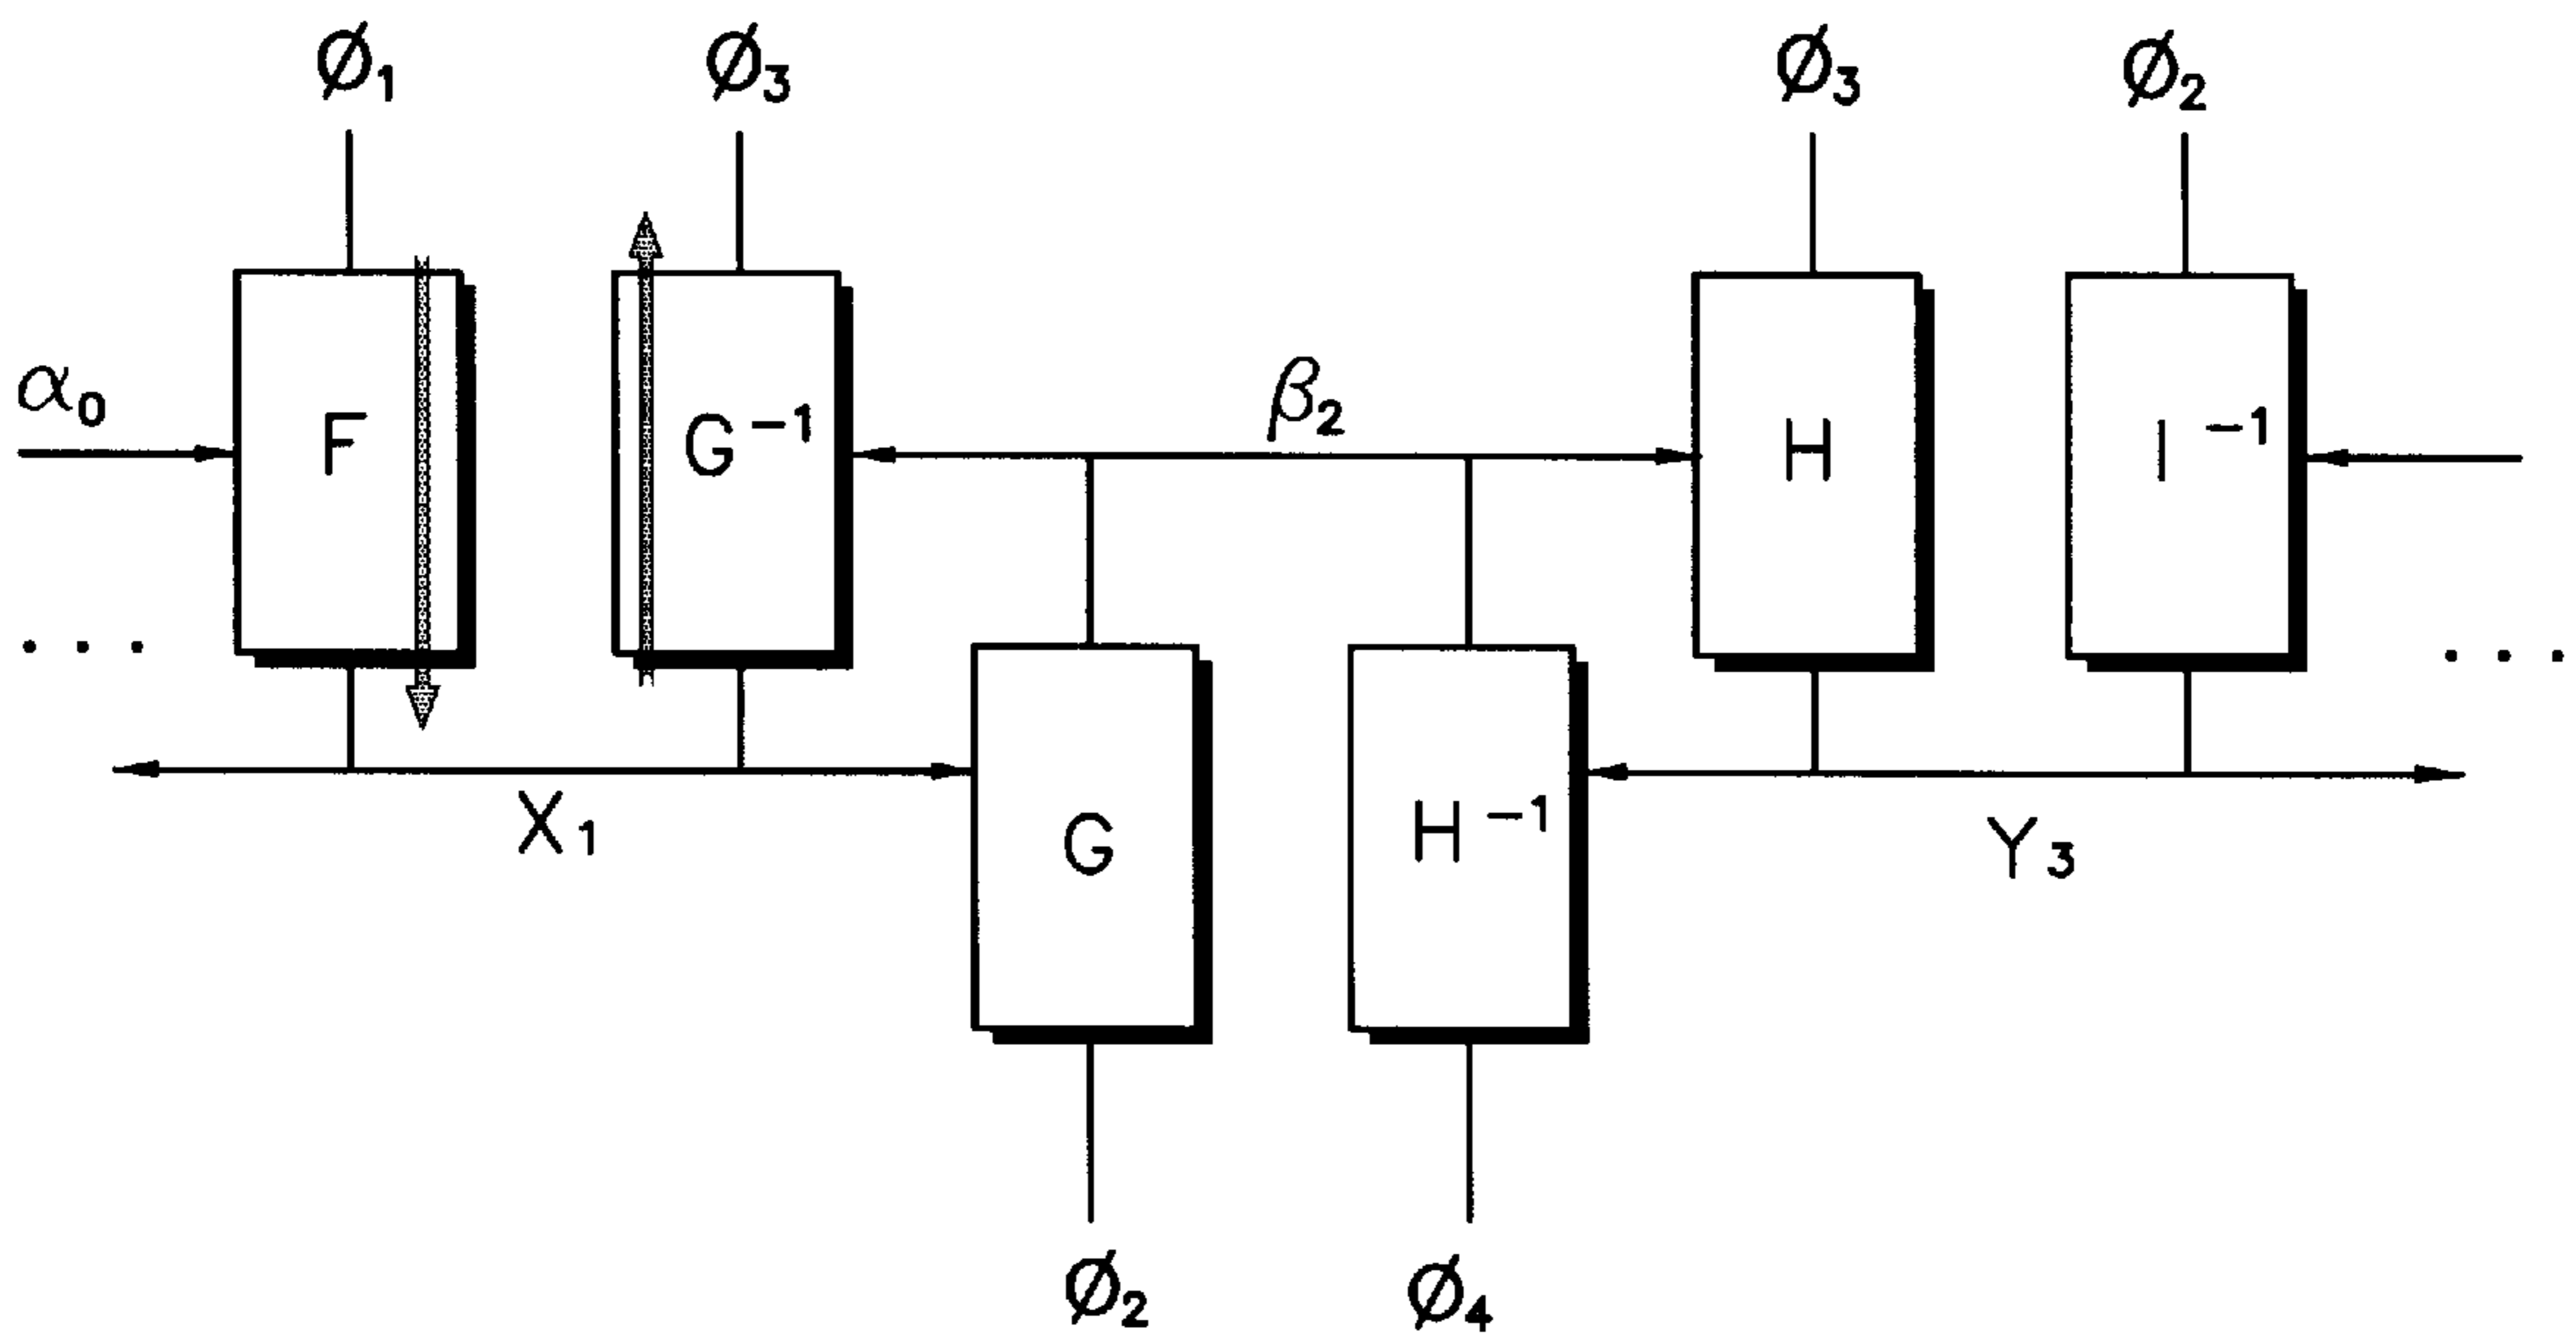 Ø₁ Ø₃ Ø₃ Ø₂
α₀ F G⁻¹ β₂ H I⁻¹
. . . . . .
X₁ G H⁻¹ Y₃
Ø₂ Ø₄